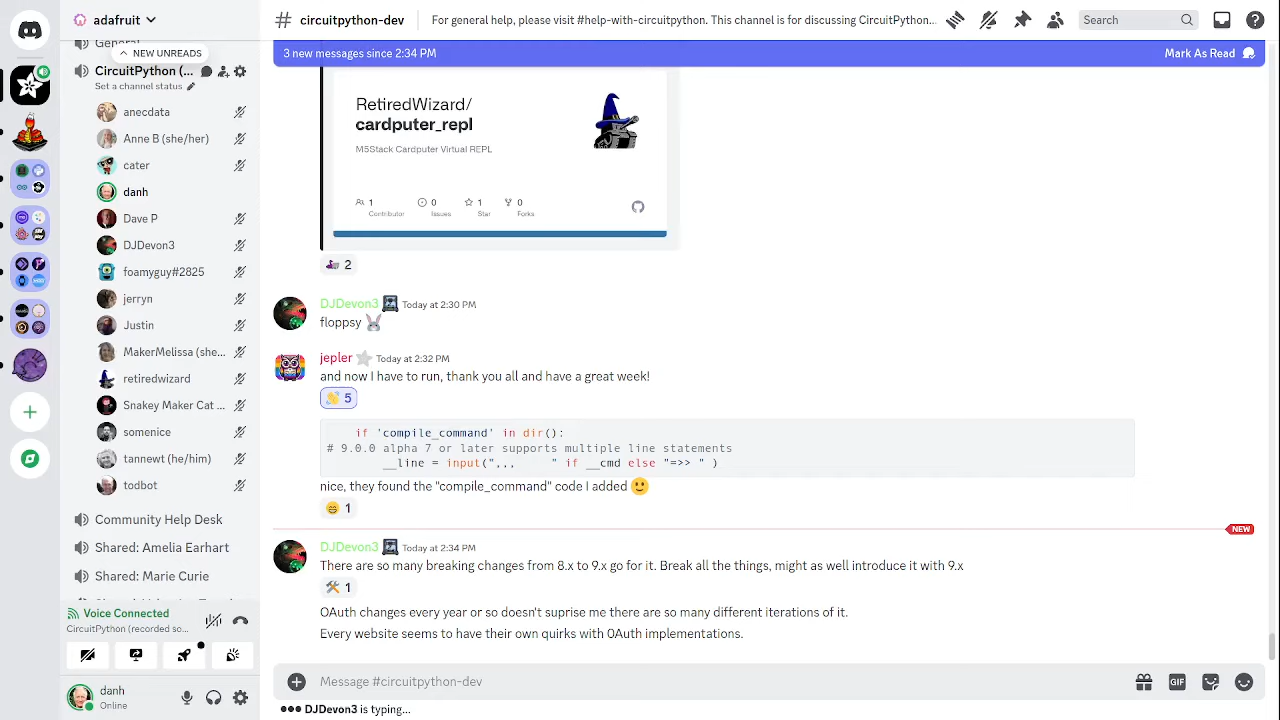 adafruit
# circuitpython-dev
For general help, please visit #help-with-circuitpython. This channel is for discussing CircuitPython...
Search
General
NEW UNREADS
CircuitPython (...
Set a channel status
anecdata
Anne B (she/her)
cater
danh
Dave P
DJDevon3
foamyguy#2825
jerryn
Justin
MakerMelissa (she...
retiredwizard
Snakey Maker Cat ...
somenice
tannewt (he/him)
todbot
Community Help Desk
Shared: Amelia Earhart
Shared: Marie Curie
Voice Connected
CircuitPython (recorded so...
danh
Online
3 new messages since 2:34 PM
Mark As Read
RetiredWizard/
cardputer_repl
M5Stack Cardputer Virtual REPL
1 0 1 0
Contributor Issues Star Forks
2
DJDevon3 Today at 2:30 PM
floppsy
jepler Today at 2:32 PM
and now I have to run, thank you all and have a great week!
5
if 'compile_command' in dir():
# 9.0.0 alpha 7 or later supports multiple line statements
__line = input(",,, " if __cmd else "=>> " )
nice, they found the "compile_command" code I added
1
NEW
DJDevon3 Today at 2:34 PM
There are so many breaking changes from 8.x to 9.x go for it. Break all the things, might as well introduce it with 9.x
1
OAuth changes every year or so doesn't suprise me there are so many different iterations of it.
Every website seems to have their own quirks with 0Auth implementations.
Message #circuitpython-dev
GIF
DJDevon3 is typing...